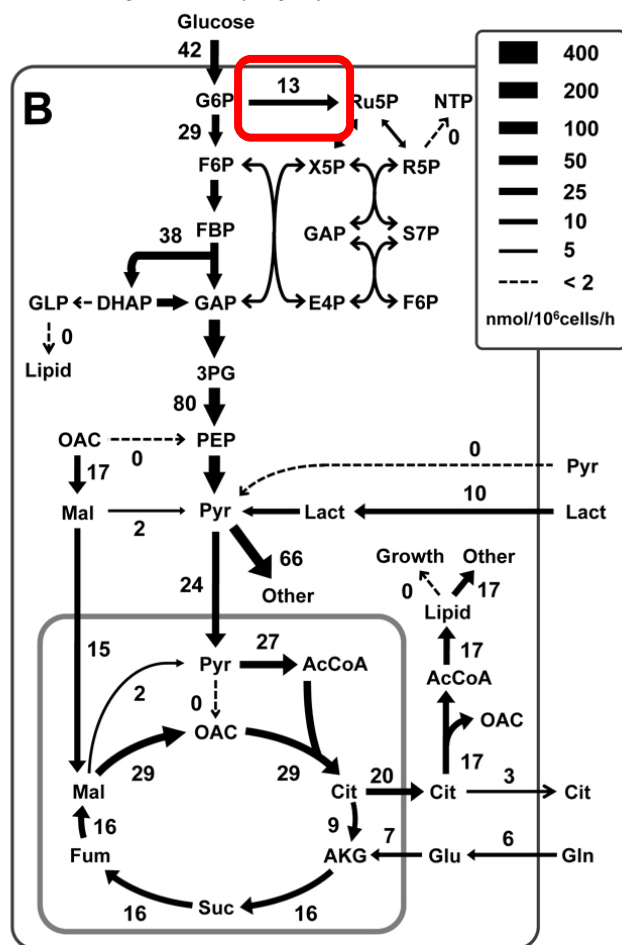 Glucose
42
B
G6P
13
Ru5P
NTP
0
29
F6P
X5P
R5P
FBP
38
GAP
S7P
GLP
DHAP
GAP
E4P
F6P
0
Lipid
3PG
80
OAC
0
PEP
17
0
Pyr
Mal
2
Pyr
Lact
10
Lact
66
Other
24
Growth
Other
0
17
Lipid
15
17
Pyr
27
AcCoA
AcCoA
2
0
OAC
OAC
29
29
17
Mal
Cit
20
Cit
3
Cit
16
9
Fum
AKG
7
Glu
6
Gln
16
Suc
16
400
200
100
50
25
10
5
< 2
nmol/10⁶cells/h